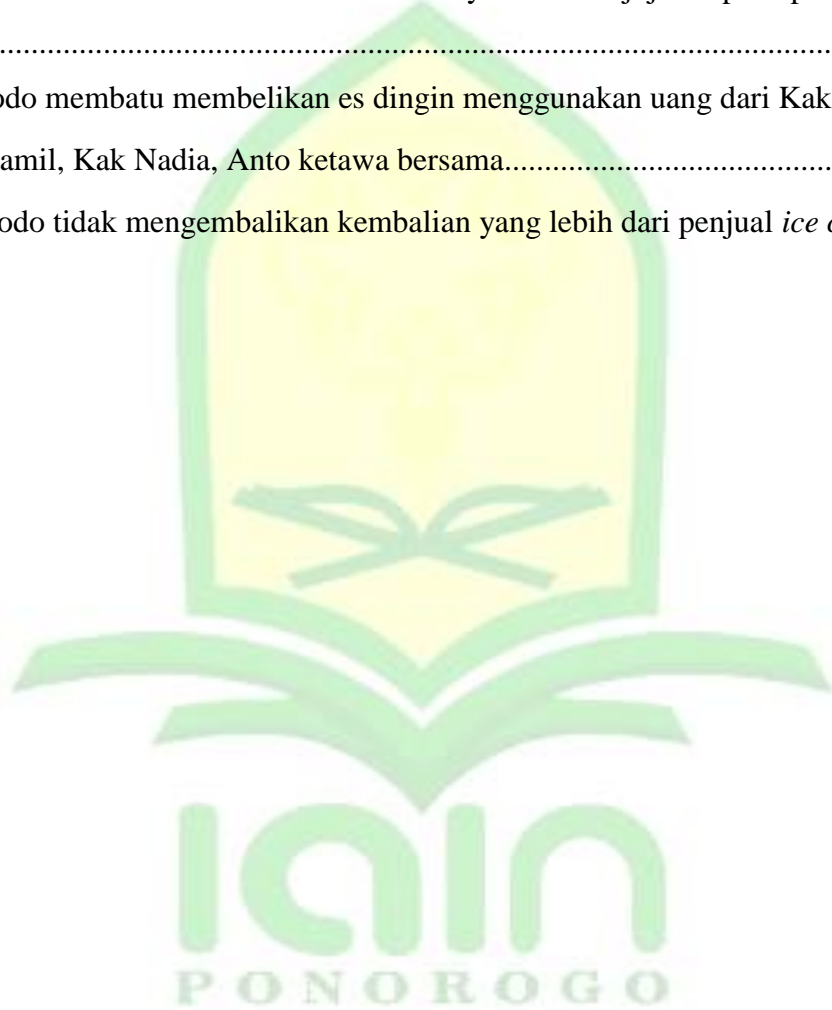 ........................................................................................................
odo membatu membelikan es dingin menggunakan uang dari Kak
amil, Kak Nadia, Anto ketawa bersama..........................................
odo tidak mengembalikan kembalian yang lebih dari penjual ice
iain
PONOROGO